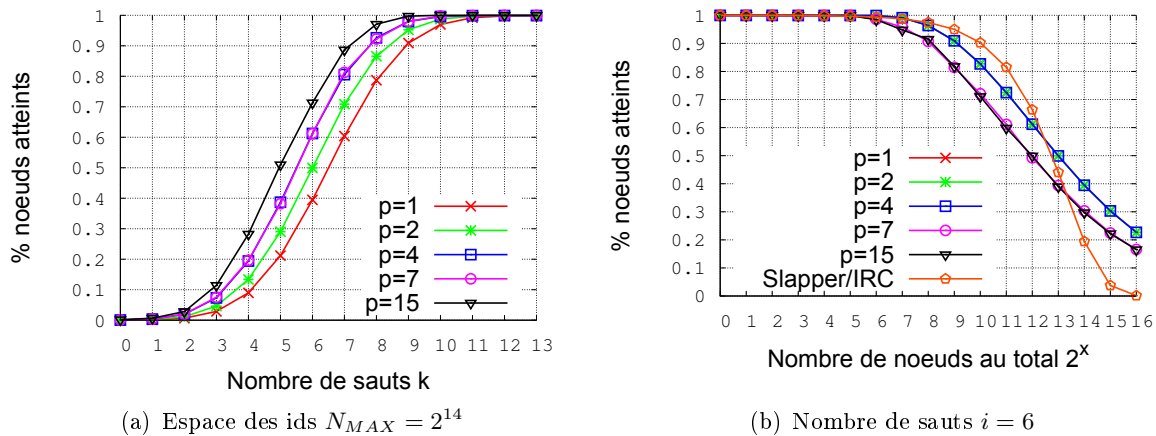 1
0.9
0.8
0.7
0.6
0.5
0.4
0.3
0.2
0.1
0
% noeuds atteints
p=1
p=2
p=4
p=7
p=15
0 1 2 3 4 5 6 7 8 9 10 11 12 13
Nombre de sauts k
(a) Espace des ids N_MAX = 2^14
1
0.9
0.8
0.7
0.6
0.5
0.4
0.3
0.2
0.1
0
% noeuds atteints
p=1
p=2
p=4
p=7
p=15
Slapper/IRC
0 1 2 3 4 5 6 7 8 9 10 11 12 13 14 15 16
Nombre de noeuds au total 2^x
(b) Nombre de sauts i = 6